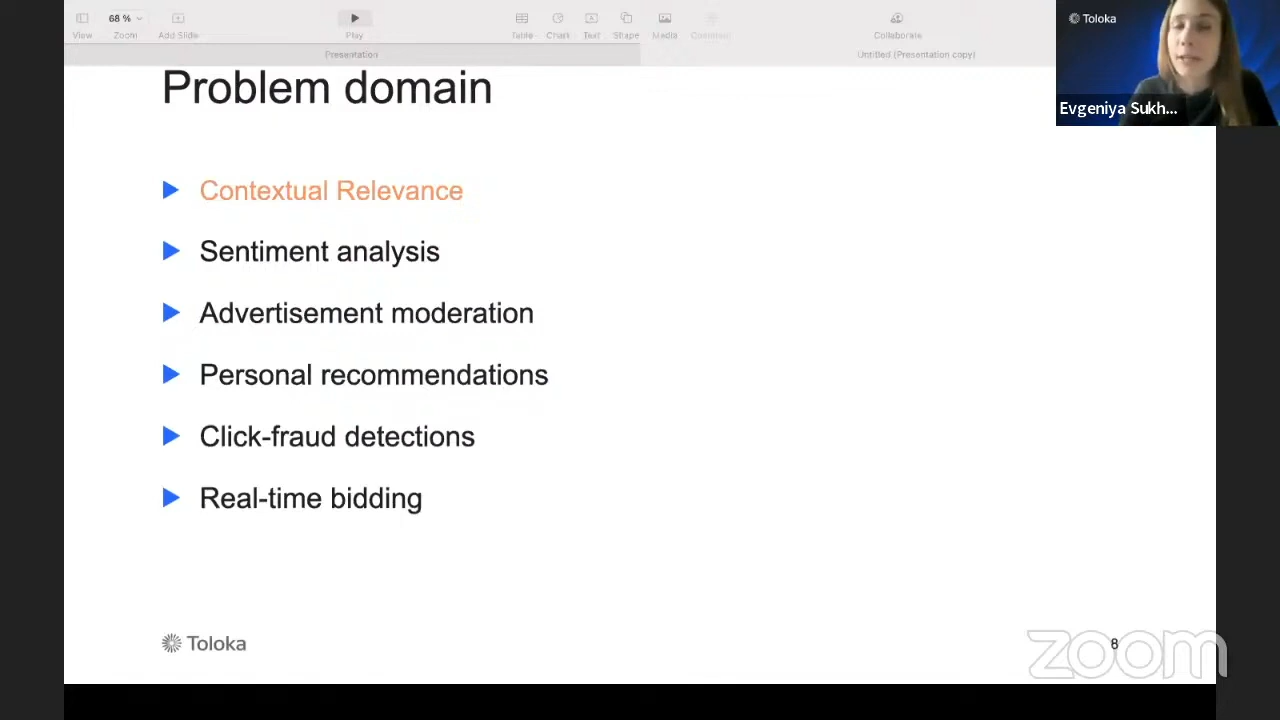 68 %
View
Zoom
Add Slide
Play
Table
Chart
Text
Shape
Media
Comment
Collaborate
Presentation
Untitled (Presentation copy)
Toloka
Evgeniya Sukh...
Problem domain
Contextual Relevance
Sentiment analysis
Advertisement moderation
Personal recommendations
Click-fraud detections
Real-time bidding
Toloka
8
zoom